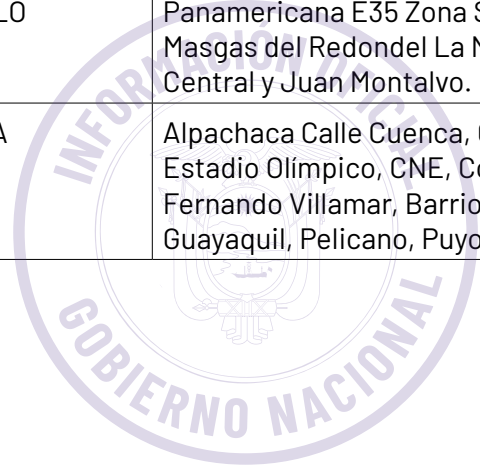 LO
Panamericana E35 Zona S
Masgas del Redondel La
Central y Juan Montalvo.
A
Alpachaca Calle Cuenca,
Estadio Olímpico, CNE, Co
Fernando Villamar, Barrio
Guayaquil, Pelicano, Puyo
INFORMACIÓN OFICIAL
GOBIERNO NACIONAL